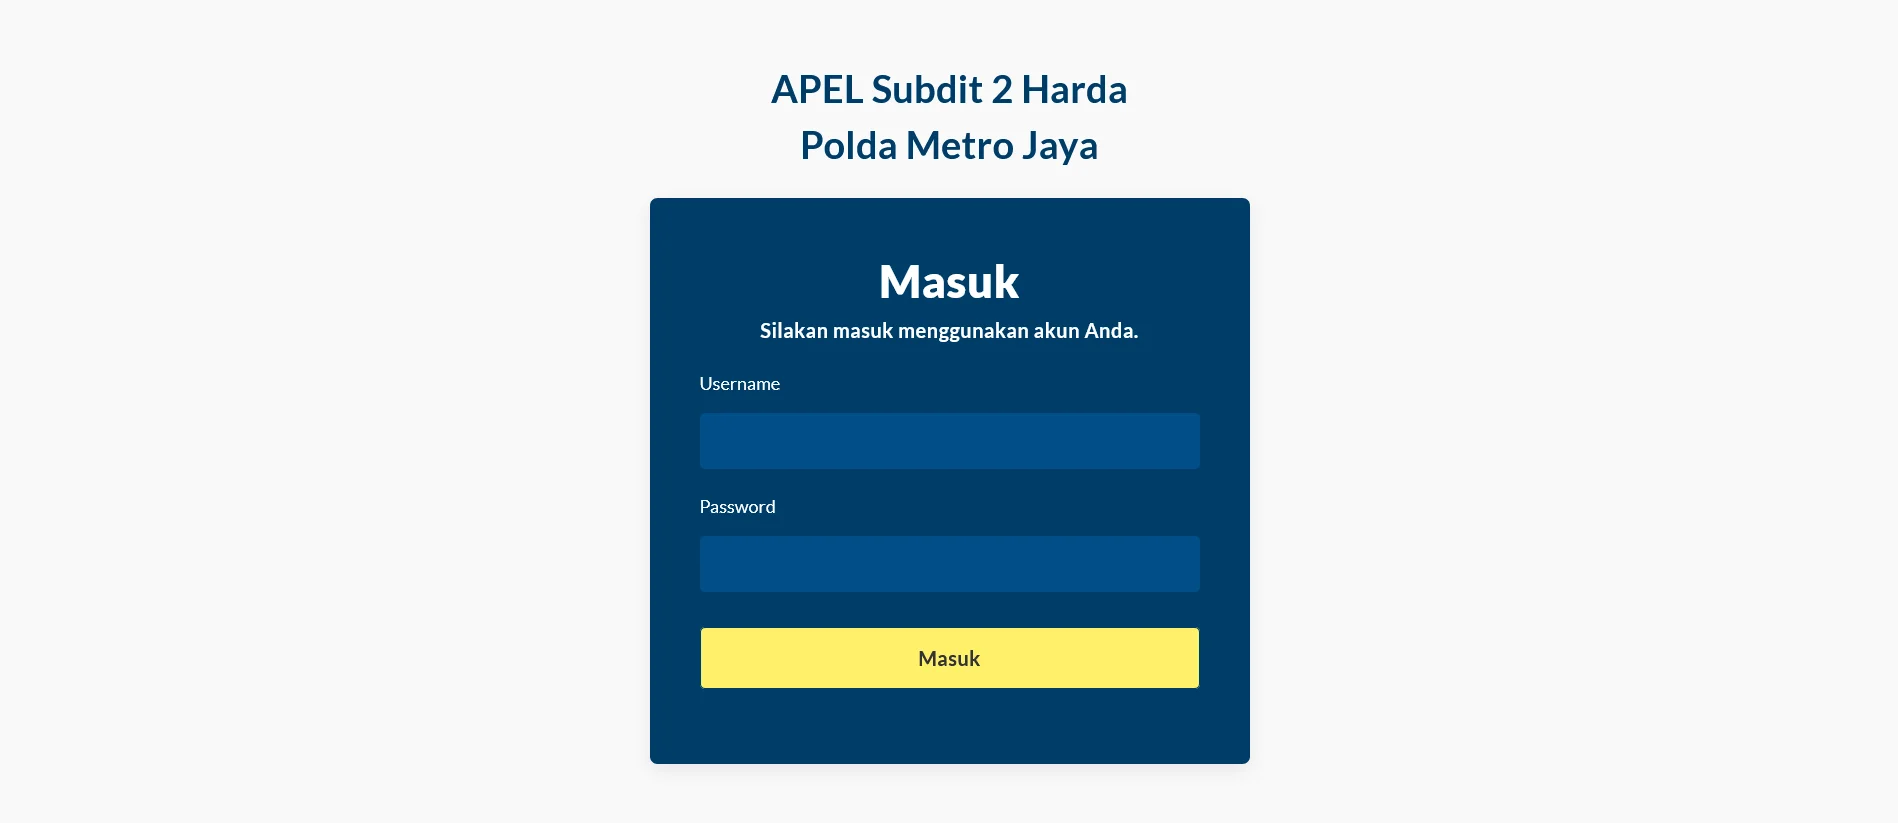 APEL Subdit 2 Harda
Polda Metro Jaya
Masuk
Silakan masuk menggunakan akun Anda.
Username
Password
Masuk